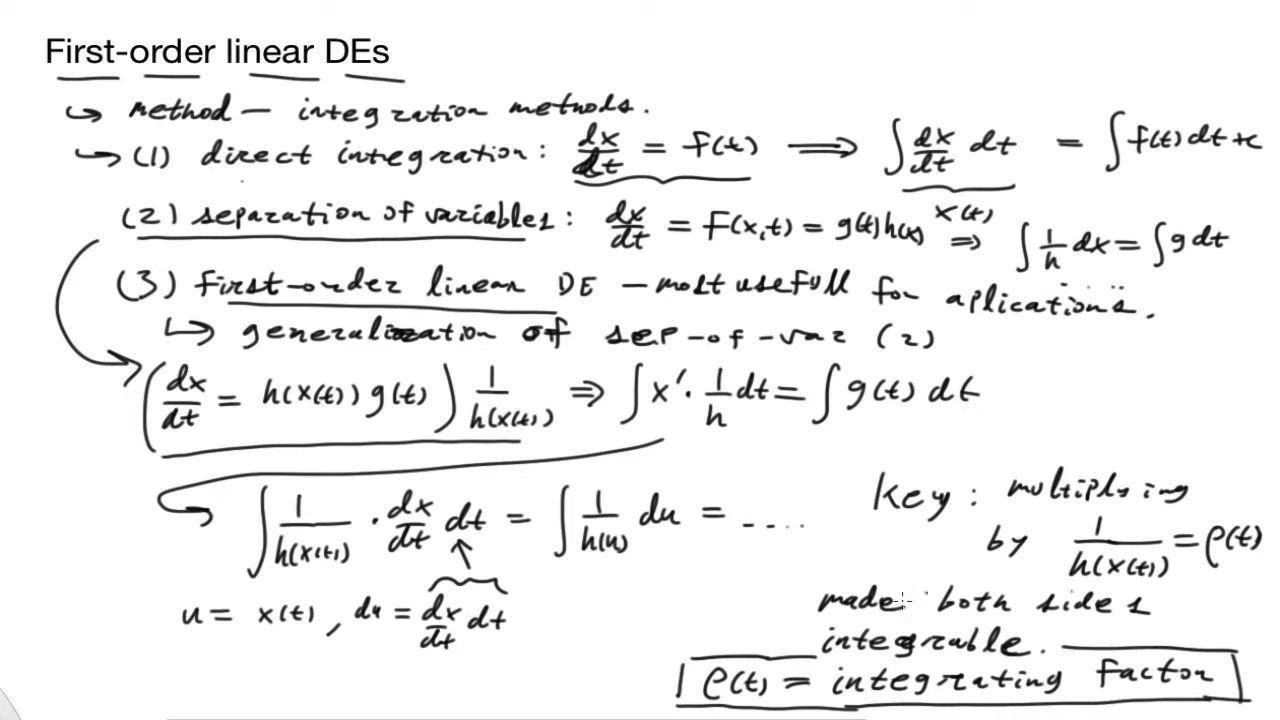 First-order linear DEs
↳ method — integration methods.
↳ (1) direct integration: dx/dt = f(t) ⟹ ∫ dx/dt dt = ∫ f(t) dt + c
x(t)
(2) separation of variables: dx/dt = F(x,t) = g(t)h(x) ⇒ ∫ 1/h dx = ∫ g dt
(3) first-order linear DE — most usefull for aplications.
↳ generalization of sep-of-var (2)
(dx/dt = h(x(t)) g(t)) 1/h(x(t)) ⇒ ∫ x' · 1/h dt = ∫ g(t) dt
∫ 1/h(x(t)) · dx/dt dt = ∫ 1/h(u) du = ....
u = x(t), du = dx/dt dt
Key: multiplying
by 1/h(x(t)) = ρ(t)
made both sides
integrable.
ρ(t) = integrating factor